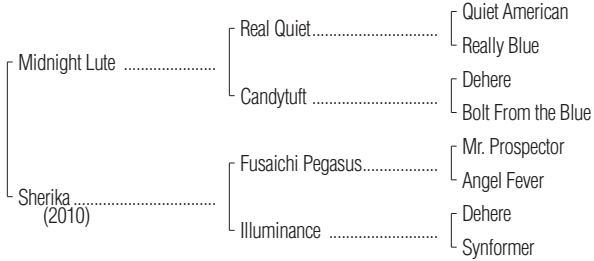 Quiet American
Real Quiet
Really Blue
Midnight Lute
Dehere
Candytuft
Bolt From the Blue
Mr. Prospector
Fusaichi Pegasus
Angel Fever
Sherika
(2010)
Dehere
Illuminance
Synformer